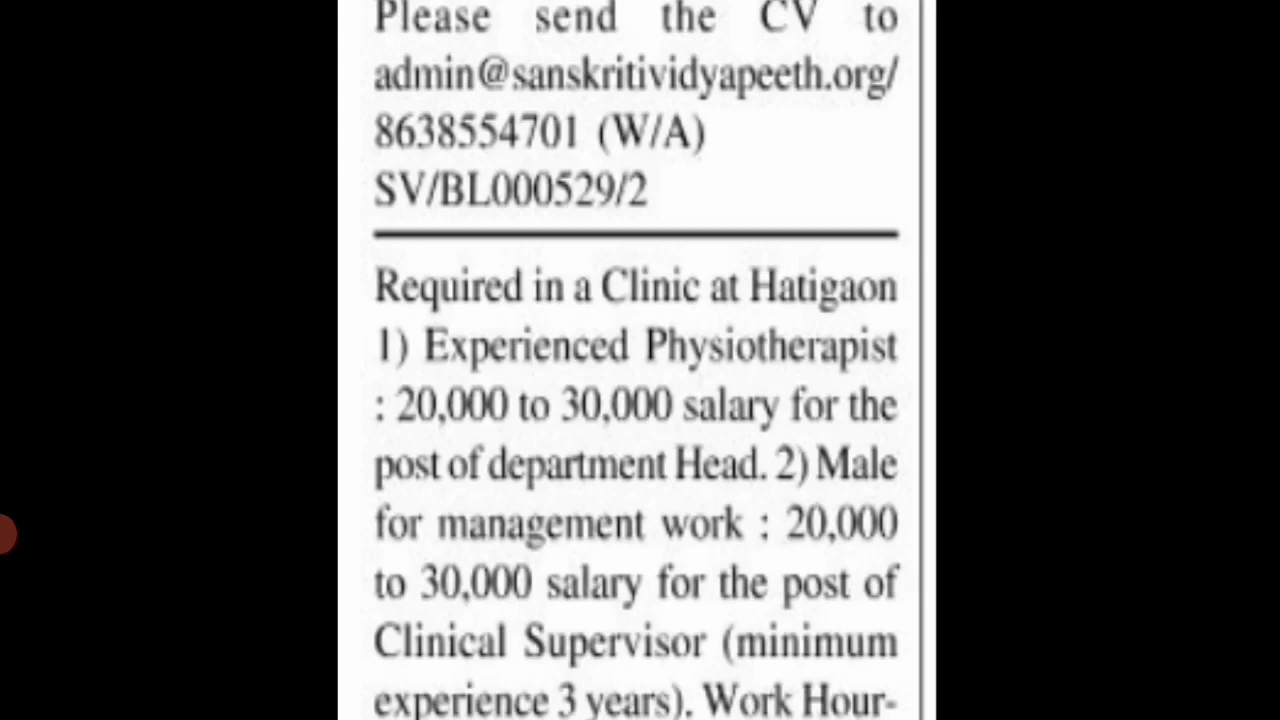 Please send the CV to
admin@sanskritividyapeeth.org/
8638554701 (W/A)
SV/BL000529/2
Required in a Clinic at Hatigaon
1) Experienced Physiotherapist
: 20,000 to 30,000 salary for the
post of department Head. 2) Male
for management work : 20,000
to 30,000 salary for the post of
Clinical Supervisor (minimum
experience 3 years). Work Hour-